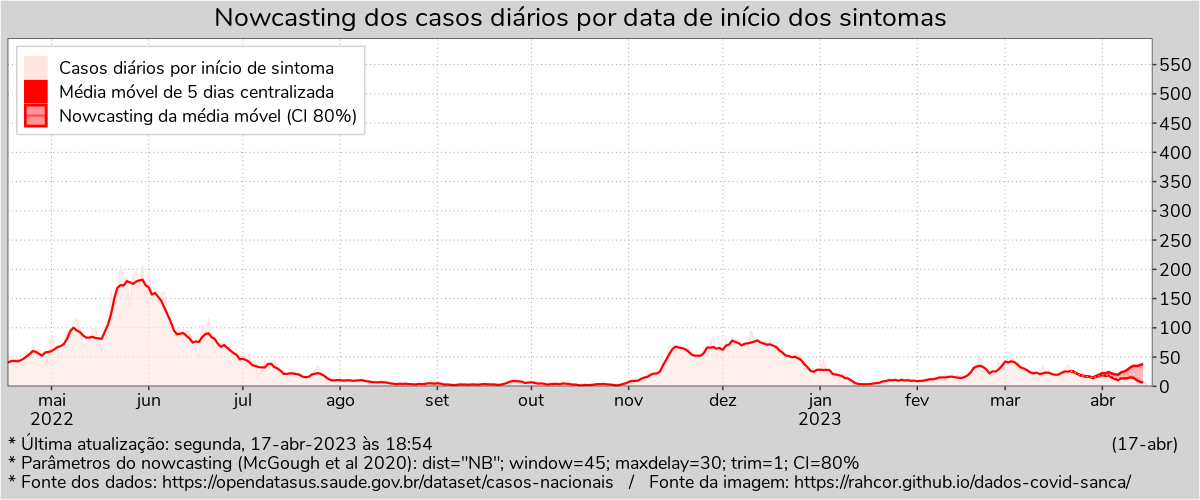 Nowcasting dos casos diários por data de início dos sintomas
Casos diários por início de sintoma
Média móvel de 5 dias centralizada
Nowcasting da média móvel (CI 80%)
550
500
450
400
350
300
250
200
150
100
50
0
mai jun jul ago set out nov dez jan fev mar abr
2022 2023
* Última atualização: segunda, 17-abr-2023 às 18:54 (17-abr)
* Parâmetros do nowcasting (McGough et al 2020): dist="NB"; window=45; maxdelay=30; trim=1; CI=80%
* Fonte dos dados: https://opendatasus.saude.gov.br/dataset/casos-nacionais / Fonte da imagem: https://rahcor.github.io/dados-covid-sanca/